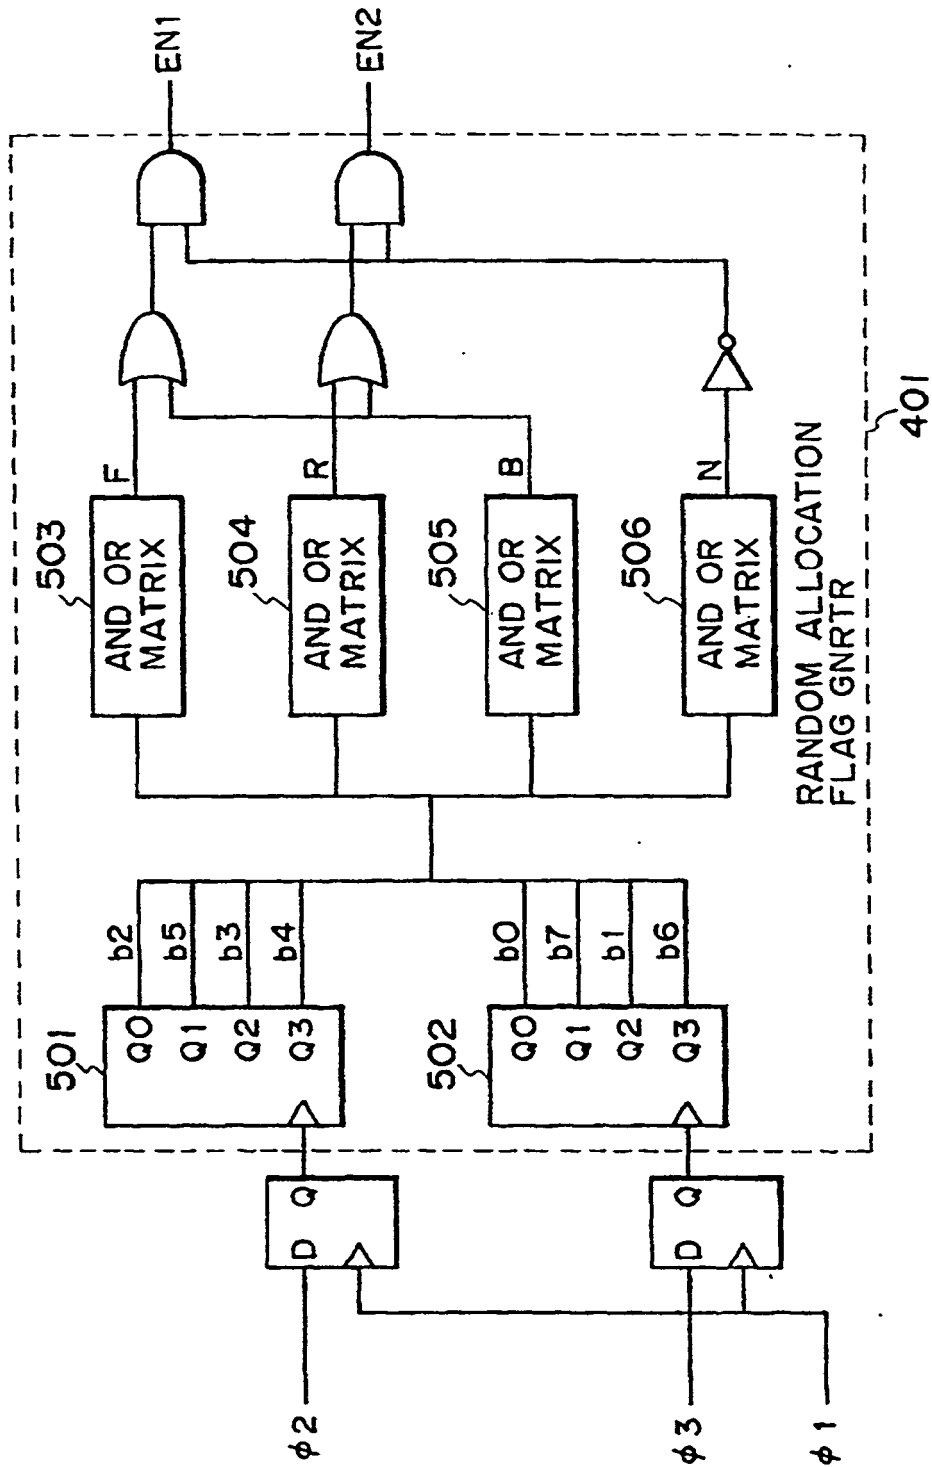 EN1
EN2
503
F
AND OR
MATRIX
504
R
AND OR
MATRIX
505
B
AND OR
MATRIX
506
N
AND OR
MATRIX
RANDOM ALLOCATION
FLAG GNRTR
401
b2
b5
b3
b4
b0
b7
b1
b6
501
Q0
Q1
Q2
Q3
502
Q0
Q1
Q2
Q3
D Q
D Q
φ2
φ3
φ1